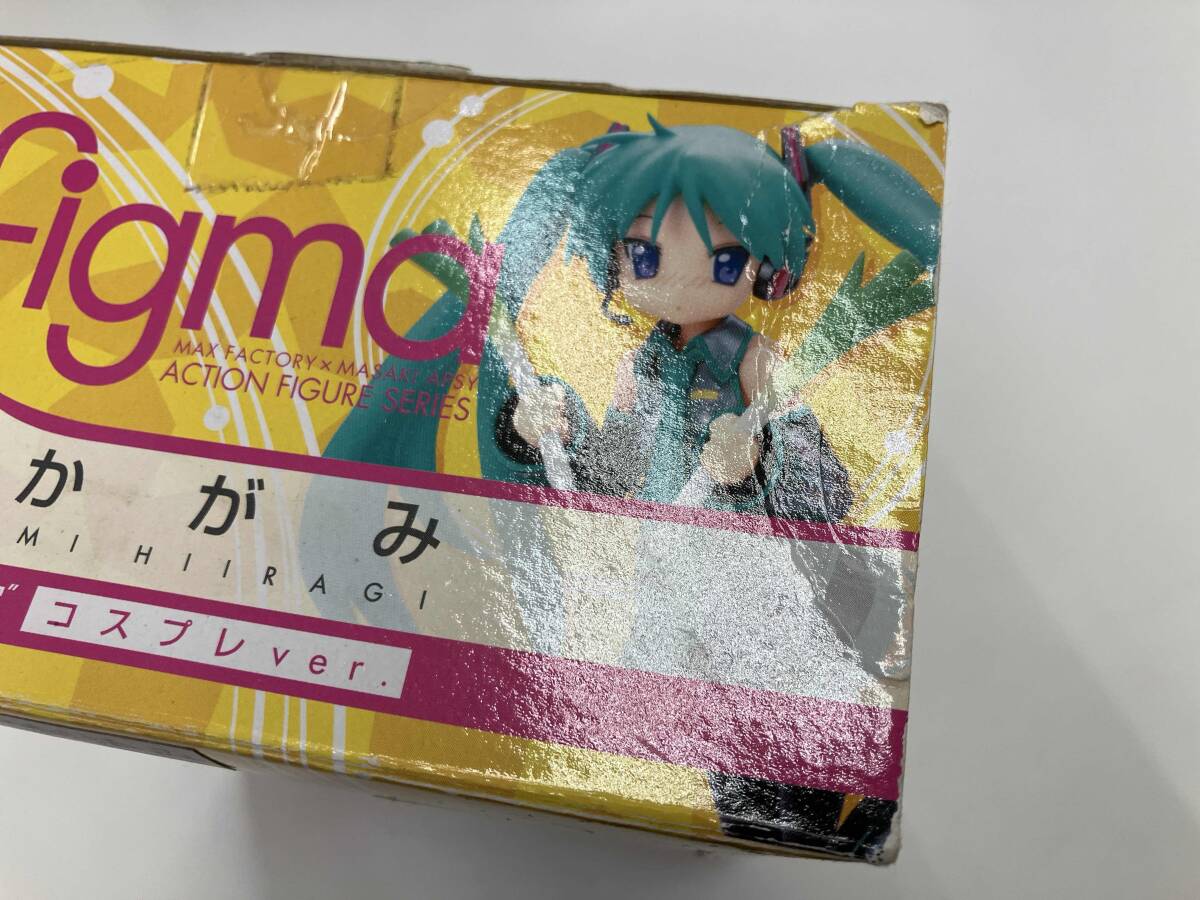 figma
MAX FACTORY × MASAKI APSY
ACTION FIGURE SERIES
かがみ
MI HIIRAGI
コスプレver.